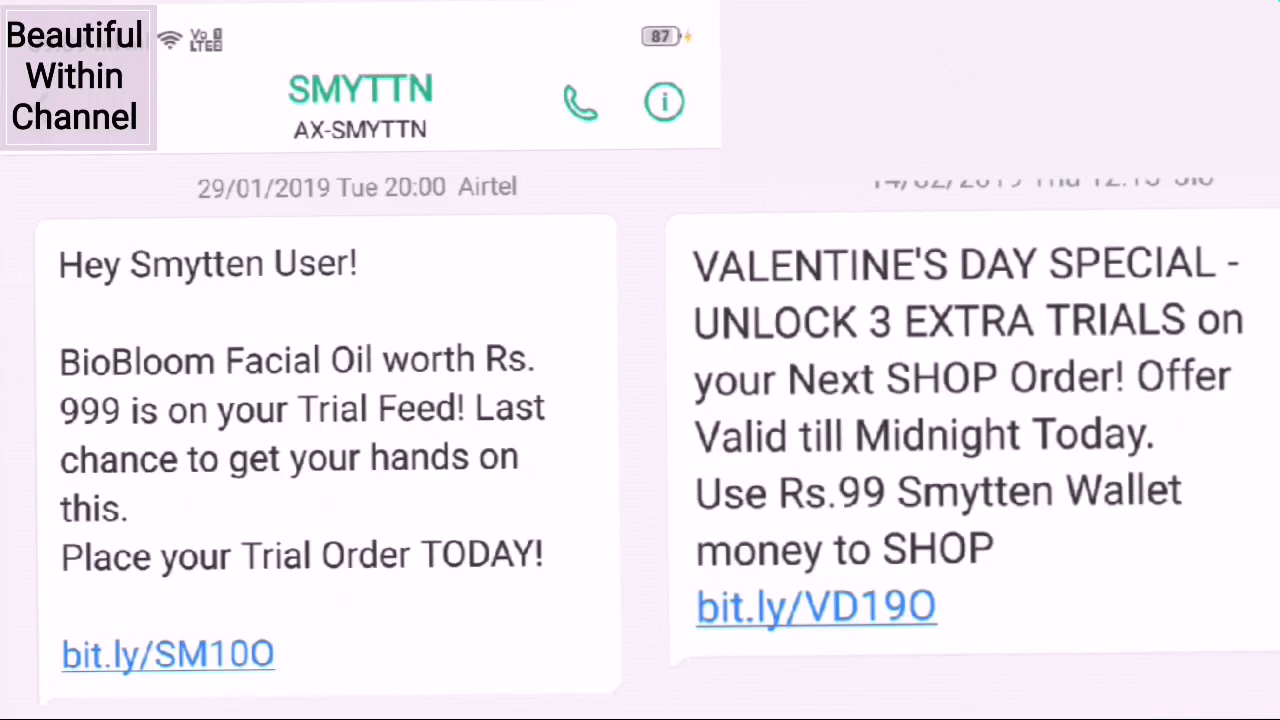 Beautiful
Within
Channel
87
SMYTTN
AX-SMYTTN
29/01/2019 Tue 20:00 Airtel
Hey Smytten User!
BioBloom Facial Oil worth Rs.
999 is on your Trial Feed! Last
chance to get your hands on
this.
Place your Trial Order TODAY!
bit.ly/SM10O
VALENTINE'S DAY SPECIAL -
UNLOCK 3 EXTRA TRIALS on
your Next SHOP Order! Offer
Valid till Midnight Today.
Use Rs.99 Smytten Wallet
money to SHOP
bit.ly/VD19O